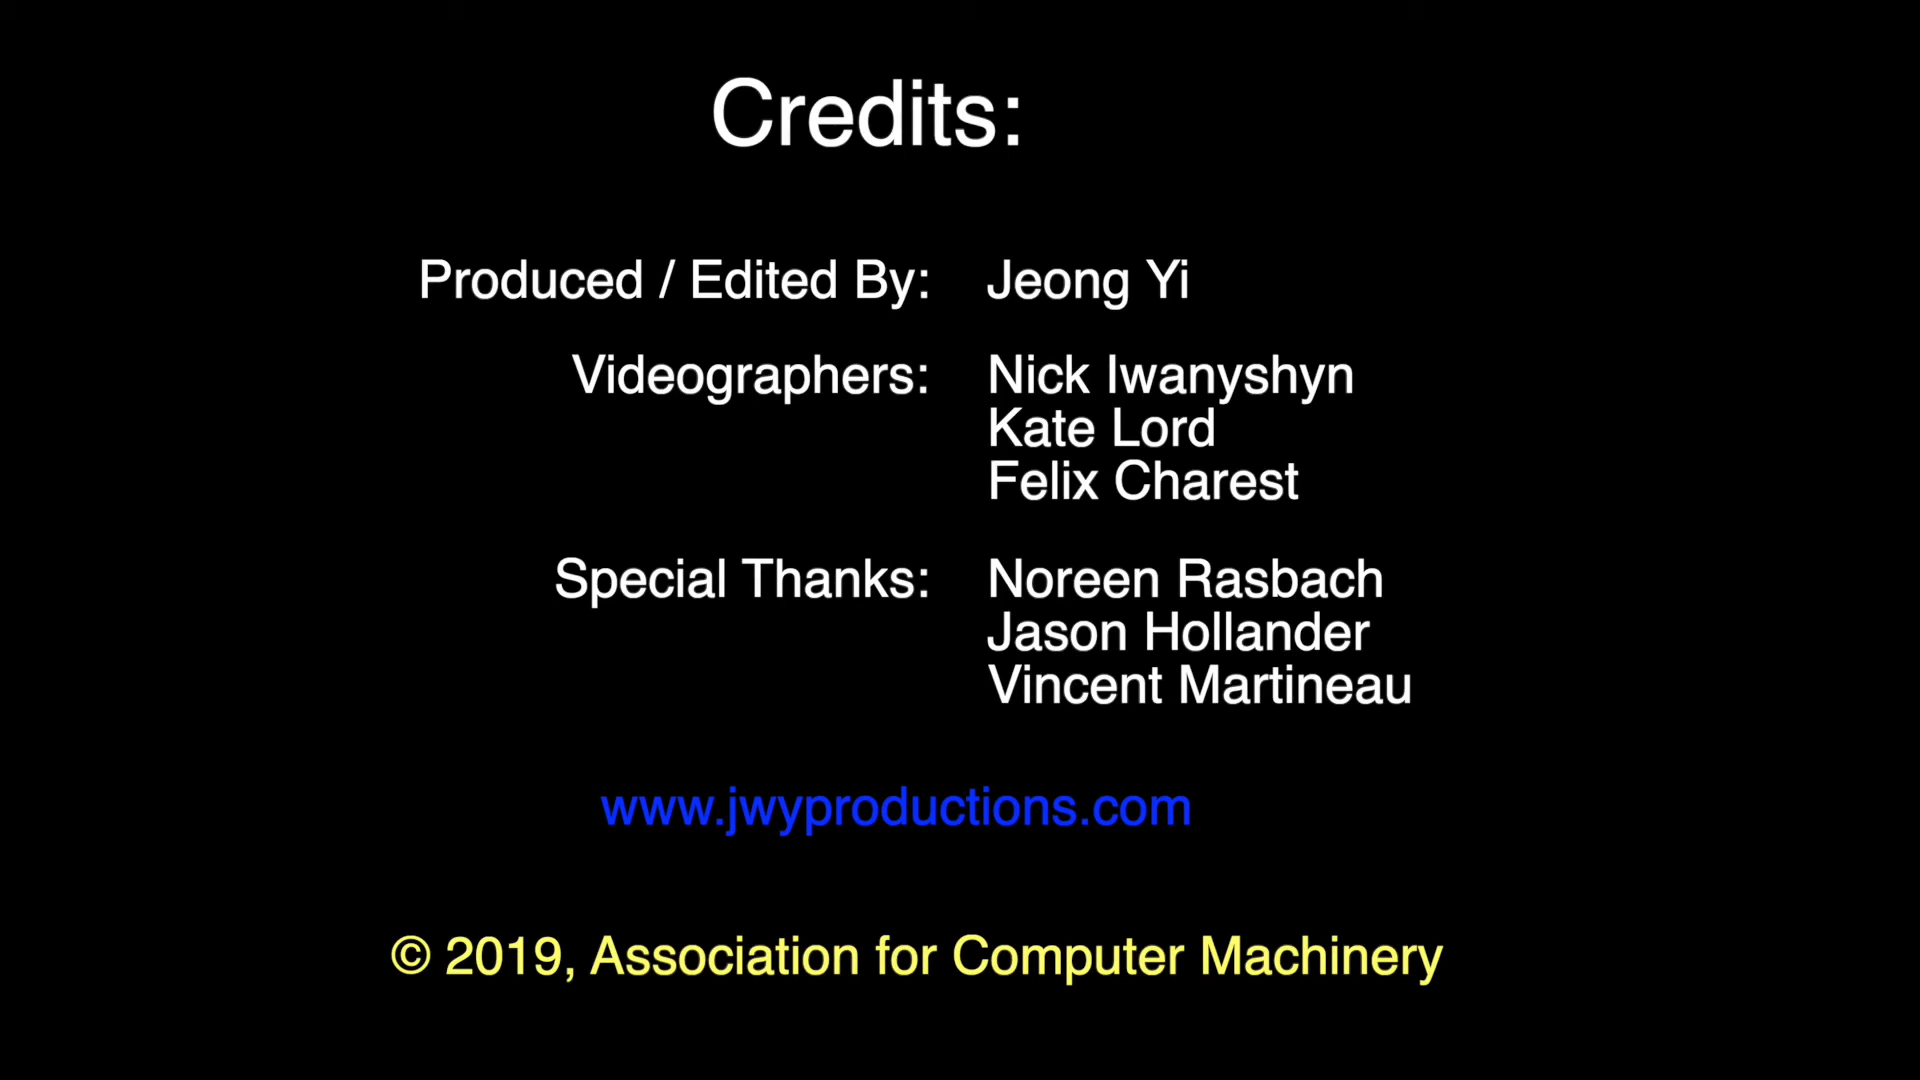 Credits:
Produced / Edited By: Jeong Yi
Videographers: Nick Iwanyshyn
Kate Lord
Felix Charest
Special Thanks: Noreen Rasbach
Jason Hollander
Vincent Martineau
www.jwyproductions.com
© 2019, Association for Computer Machinery